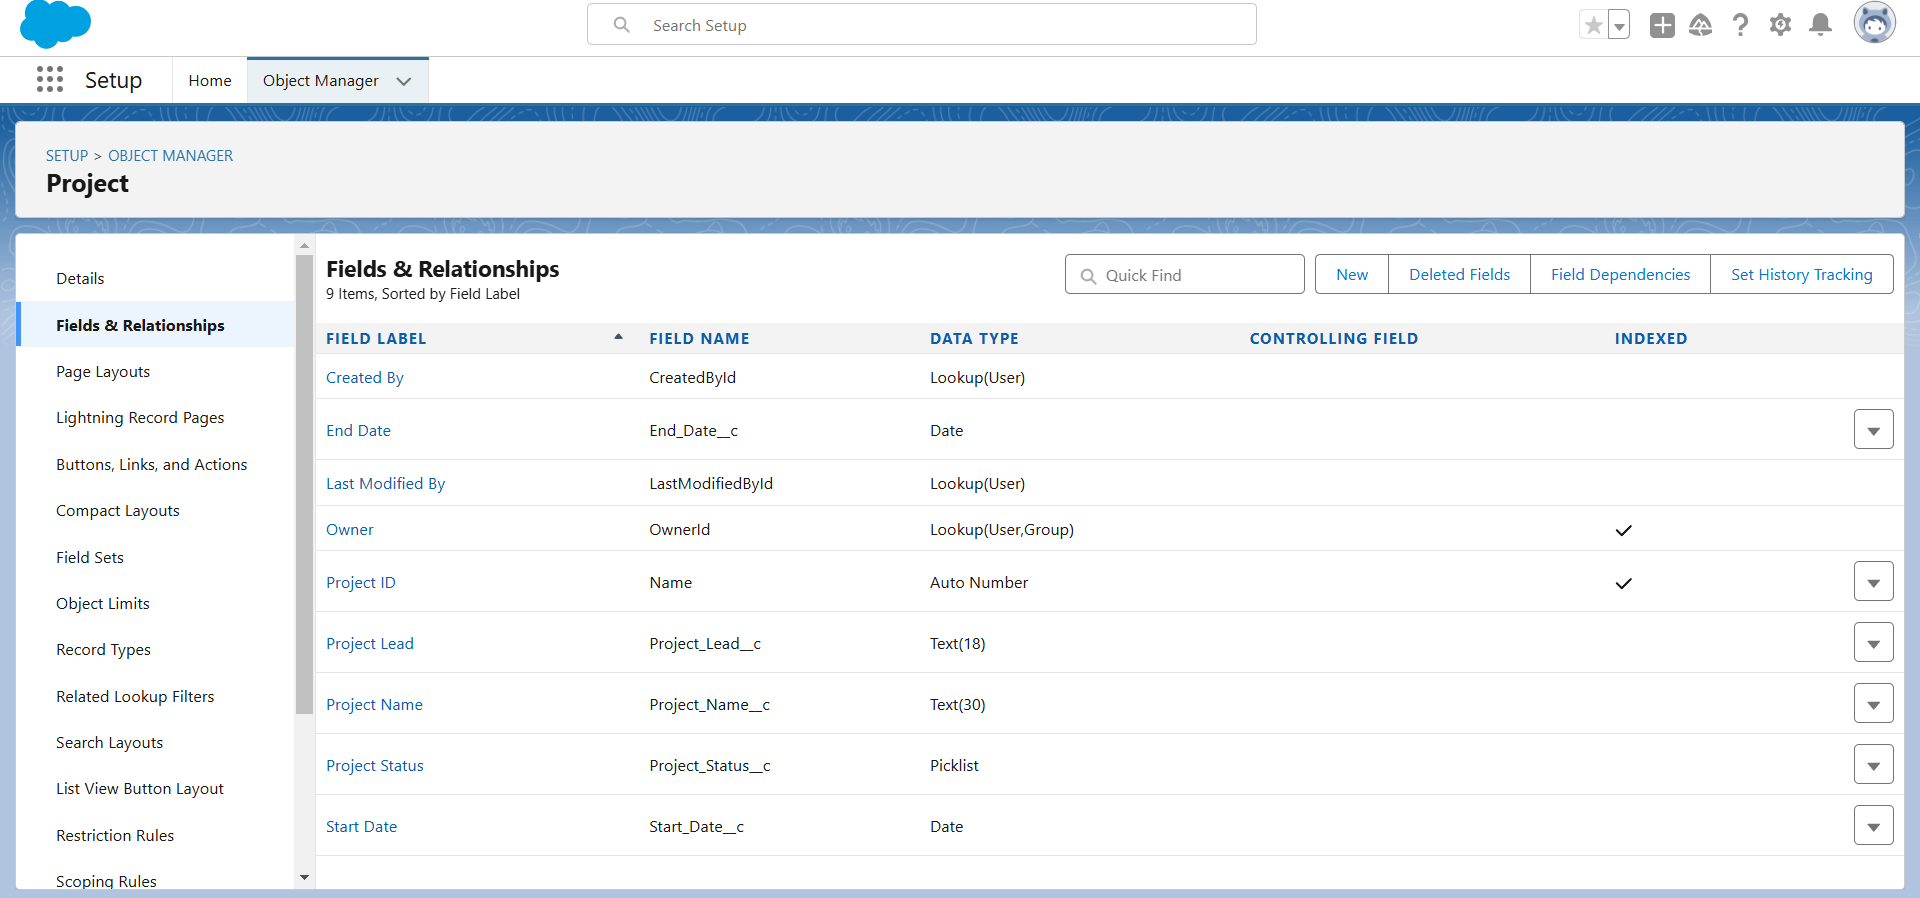 Search Setup
Setup
Home
Object Manager
SETUP > OBJECT MANAGER
Project
Details
Fields & Relationships
Page Layouts
Lightning Record Pages
Buttons, Links, and Actions
Compact Layouts
Field Sets
Object Limits
Record Types
Related Lookup Filters
Search Layouts
List View Button Layout
Restriction Rules
Scoping Rules
Fields & Relationships
9 Items, Sorted by Field Label
Quick Find
New
Deleted Fields
Field Dependencies
Set History Tracking
FIELD LABEL FIELD NAME DATA TYPE CONTROLLING FIELD INDEXED
Created By CreatedById Lookup(User)
End Date End_Date__c Date
Last Modified By LastModifiedById Lookup(User)
Owner OwnerId Lookup(User,Group)
Project ID Name Auto Number
Project Lead Project_Lead__c Text(18)
Project Name Project_Name__c Text(30)
Project Status Project_Status__c Picklist
Start Date Start_Date__c Date